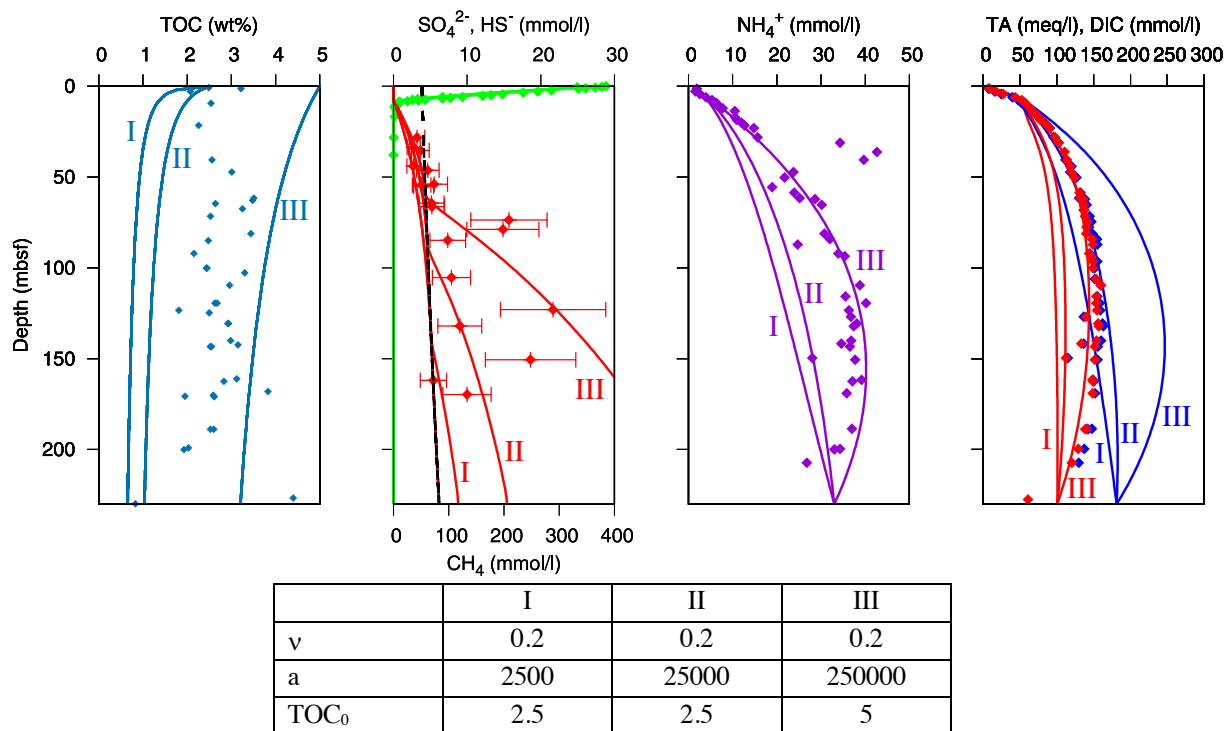 TOC (wt%)
SO₄²⁻, HS⁻ (mmol/l)
NH₄⁺ (mmol/l)
TA (meq/l), DIC (mmol/l)
0 1 2 3 4 5
0 10 20 30
0 10 20 30 40 50
0 50 100 150 200 250 300
Depth (mbsf)
0
50
100
150
200
I
II
III
I
II
III
I
II
III
I
III
I
II
III
0 100 200 300 400
CH₄ (mmol/l)
I II III
ν 0.2 0.2 0.2
a 2500 25000 250000
TOC₀ 2.5 2.5 5